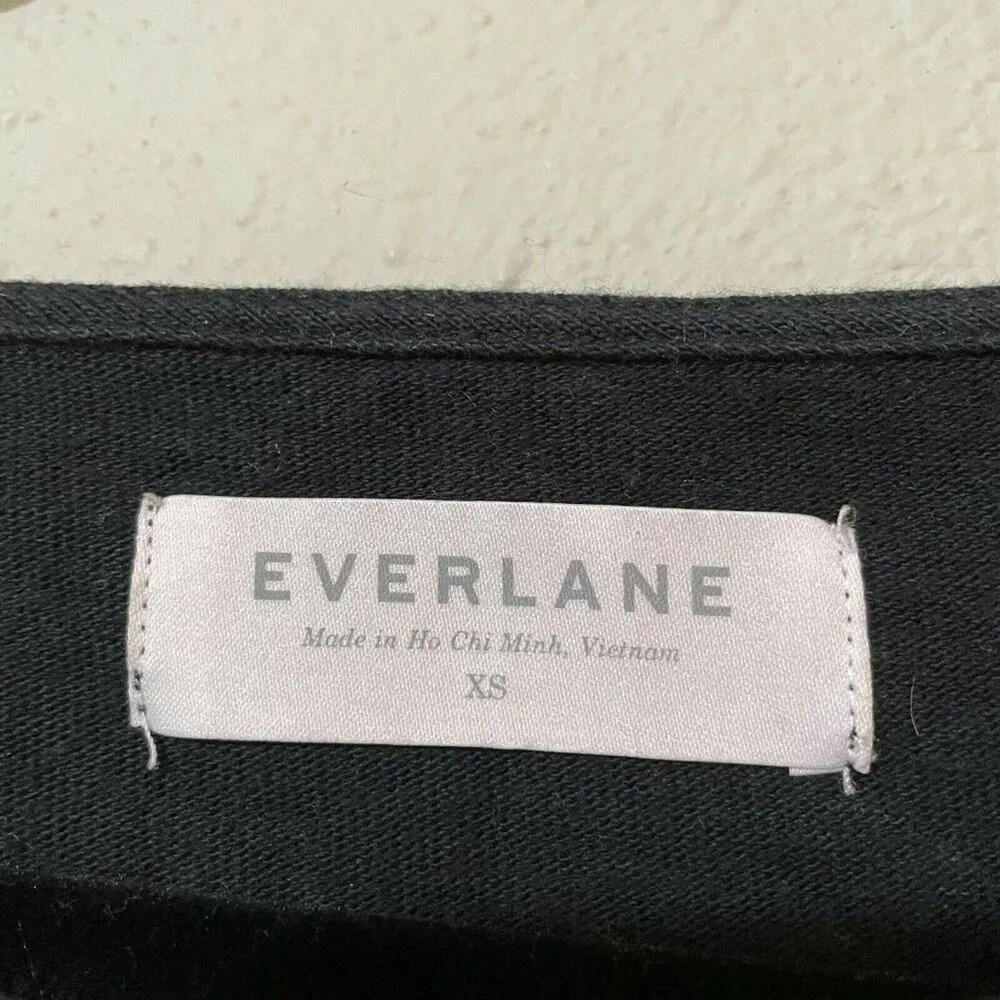 EVERLANE
Made in Ho Chi Minh, Vietnam
XS